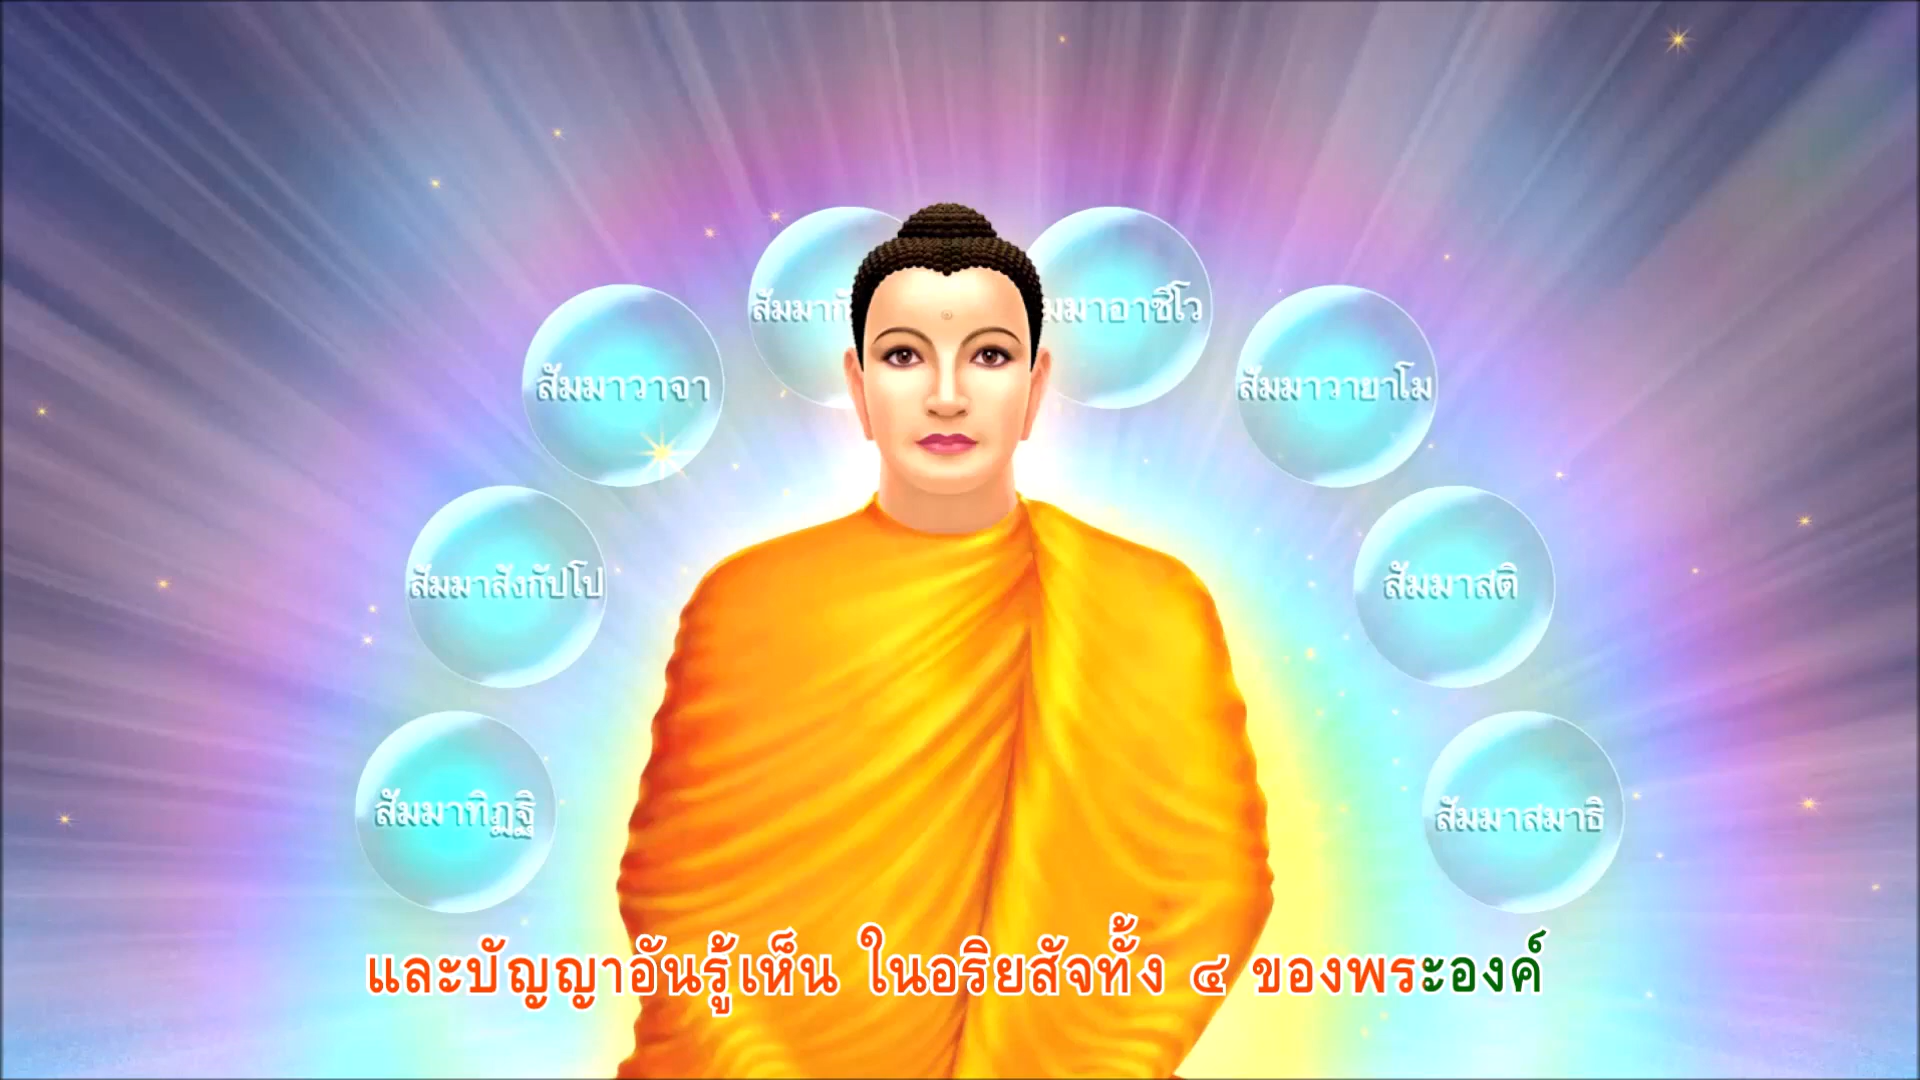 สัมมาอาชีโว
สัมมาวาจา
สัมมาวายาโม
สัมมาสังกัปโป
สัมมาสติ
สัมมาทิฏฐิ
สัมมาสมาธิ
และปัญญาอันรู้เห็น ในอริยสัจทั้ง ๔ ของพระองค์